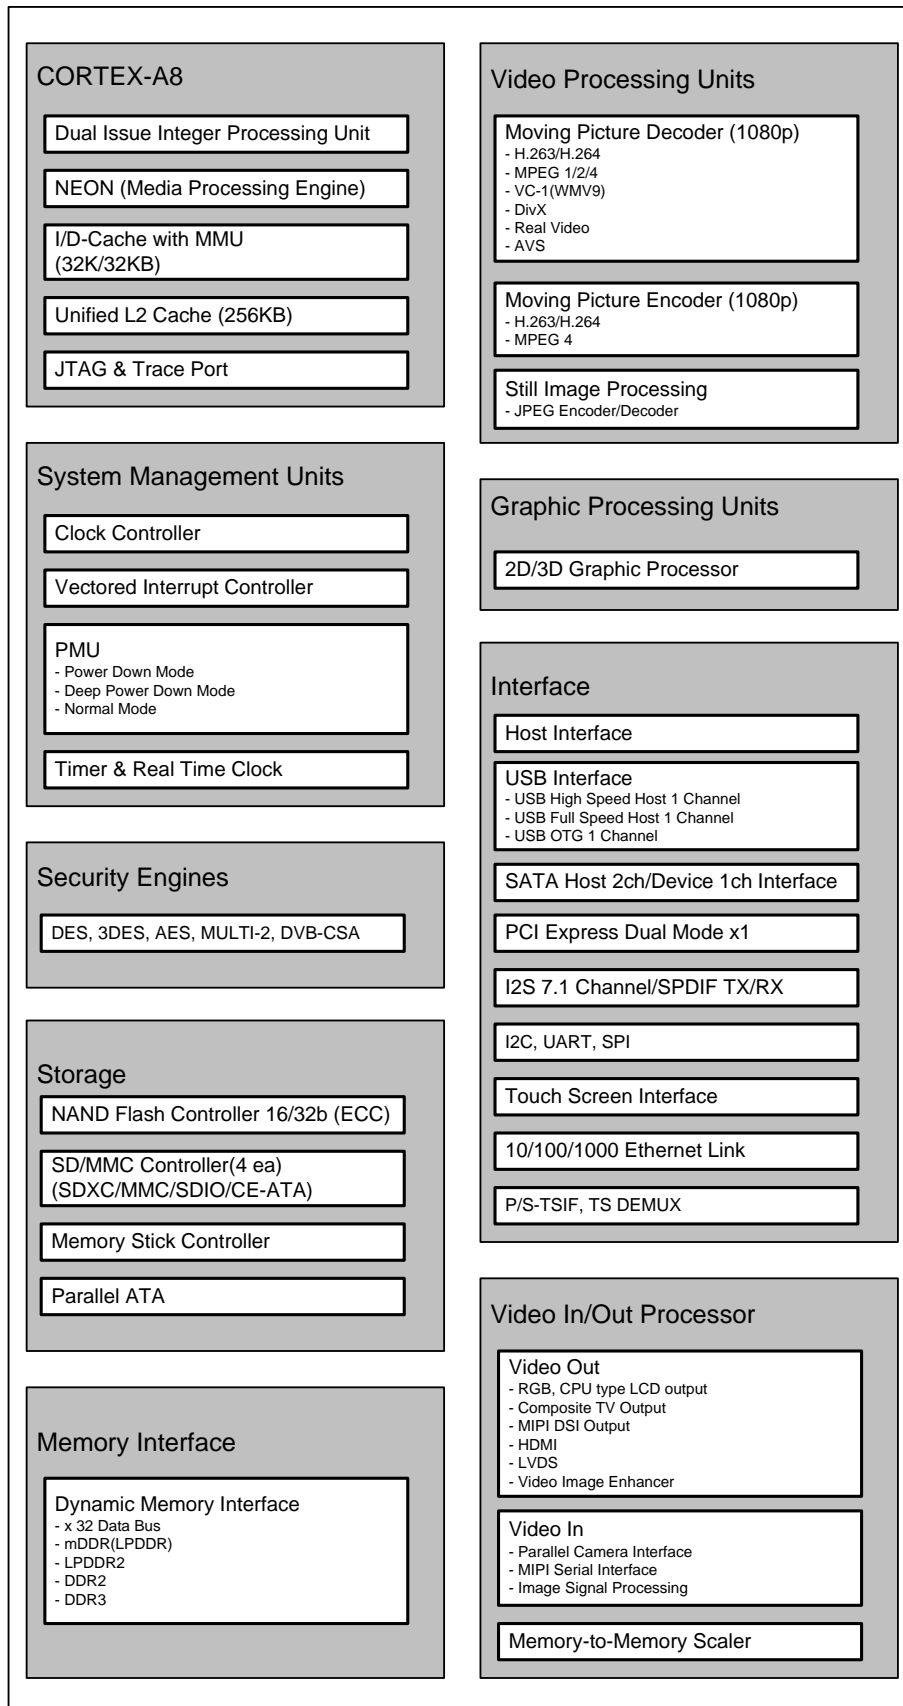 CORTEX-A8
Dual Issue Integer Processing Unit
NEON (Media Processing Engine)
I/D-Cache with MMU
(32K/32KB)
Unified L2 Cache (256KB)
JTAG & Trace Port
System Management Units
Clock Controller
Vectored Interrupt Controller
PMU
- Power Down Mode
- Deep Power Down Mode
- Normal Mode
Timer & Real Time Clock
Security Engines
DES, 3DES, AES, MULTI-2, DVB-CSA
Storage
NAND Flash Controller 16/32b (ECC)
SD/MMC Controller(4 ea)
(SDXC/MMC/SDIO/CE-ATA)
Memory Stick Controller
Parallel ATA
Memory Interface
Dynamic Memory Interface
- x 32 Data Bus
- mDDR(LPDDR)
- LPDDR2
- DDR2
- DDR3
Video Processing Units
Moving Picture Decoder (1080p)
- H.263/H.264
- MPEG 1/2/4
- VC-1(WMV9)
- DivX
- Real Video
- AVS
Moving Picture Encoder (1080p)
- H.263/H.264
- MPEG 4
Still Image Processing
- JPEG Encoder/Decoder
Graphic Processing Units
2D/3D Graphic Processor
Interface
Host Interface
USB Interface
- USB High Speed Host 1 Channel
- USB Full Speed Host 1 Channel
- USB OTG 1 Channel
SATA Host 2ch/Device 1ch Interface
PCI Express Dual Mode x1
I2S 7.1 Channel/SPDIF TX/RX
I2C, UART, SPI
Touch Screen Interface
10/100/1000 Ethernet Link
P/S-TSIF, TS DEMUX
Video In/Out Processor
Video Out
- RGB, CPU type LCD output
- Composite TV Output
- MIPI DSI Output
- HDMI
- LVDS
- Video Image Enhancer
Video In
- Parallel Camera Interface
- MIPI Serial Interface
- Image Signal Processing
Memory-to-Memory Scaler